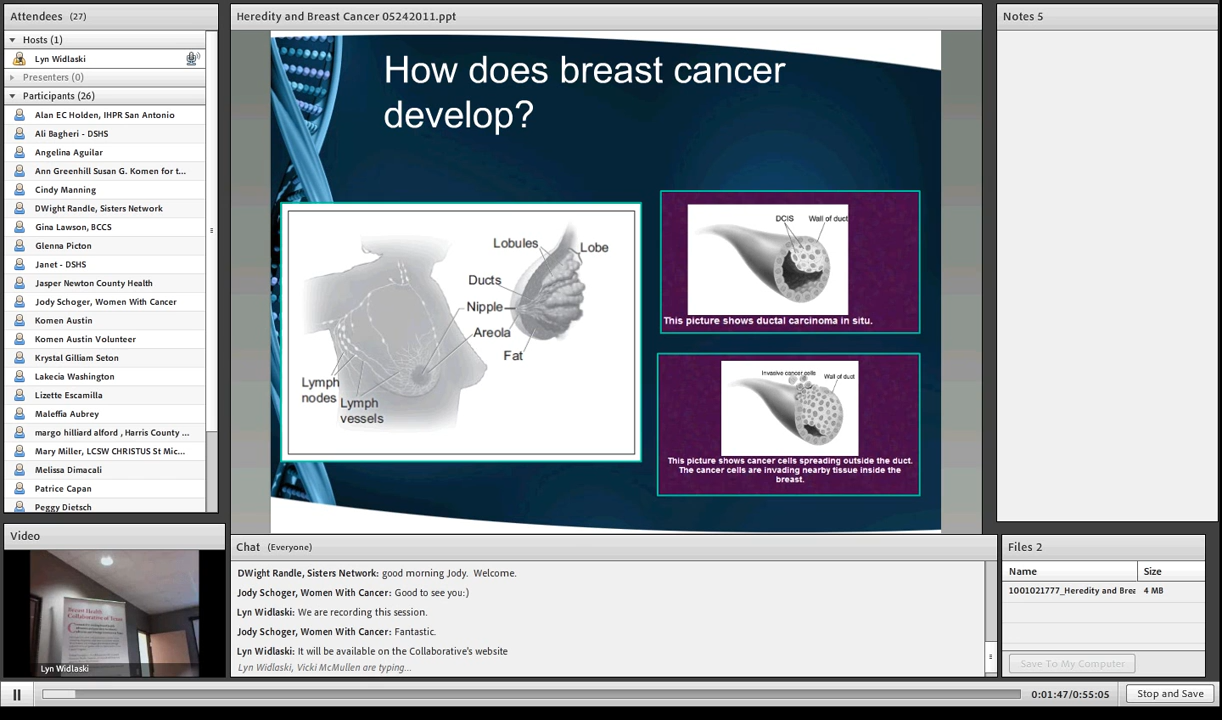 Attendees (27)
Hosts (1)
Lyn Widlaski
Presenters (0)
Participants (26)
Alan EC Holden, IHPR San Antonio
Ali Bagheri - DSHS
Angelina Aguilar
Ann Greenhill Susan G. Komen for t...
Cindy Manning
DWight Randle, Sisters Network
Gina Lawson, BCCS
Glenna Picton
Janet - DSHS
Jasper Newton County Health
Jody Schoger, Women With Cancer
Komen Austin
Komen Austin Volunteer
Krystal Gilliam Seton
Lakecia Washington
Lizette Escamilla
Maleffia Aubrey
margo hilliard alford , Harris County ...
Mary Miller, LCSW CHRISTUS St Mic...
Melissa Dimacali
Patrice Capan
Peggy Dietsch
Video
Breast Health
Collaborative of Texas
Lyn Widlaski
Heredity and Breast Cancer 05242011.ppt
How does breast cancer
develop?
Lobules
Lobe
Ducts
Nipple
Areola
Fat
Lymph
nodes
Lymph
vessels
DCIS
Wall of duct
This picture shows ductal carcinoma in situ.
Invasive cancer cells
Wall of duct
This picture shows cancer cells spreading outside the duct.
The cancer cells are invading nearby tissue inside the
breast.
Chat (Everyone)
DWight Randle, Sisters Network: good morning Jody. Welcome.
Jody Schoger, Women With Cancer: Good to see you:)
Lyn Widlaski: We are recording this session.
Jody Schoger, Women With Cancer: Fantastic.
Lyn Widlaski: It will be available on the Collaborative's website
Lyn Widlaski, Vicki McMullen are typing...
Notes 5
Files 2
Name Size
1001021777_Heredity and Brea 4 MB
Save To My Computer
0:01:47/0:55:05
Stop and Save